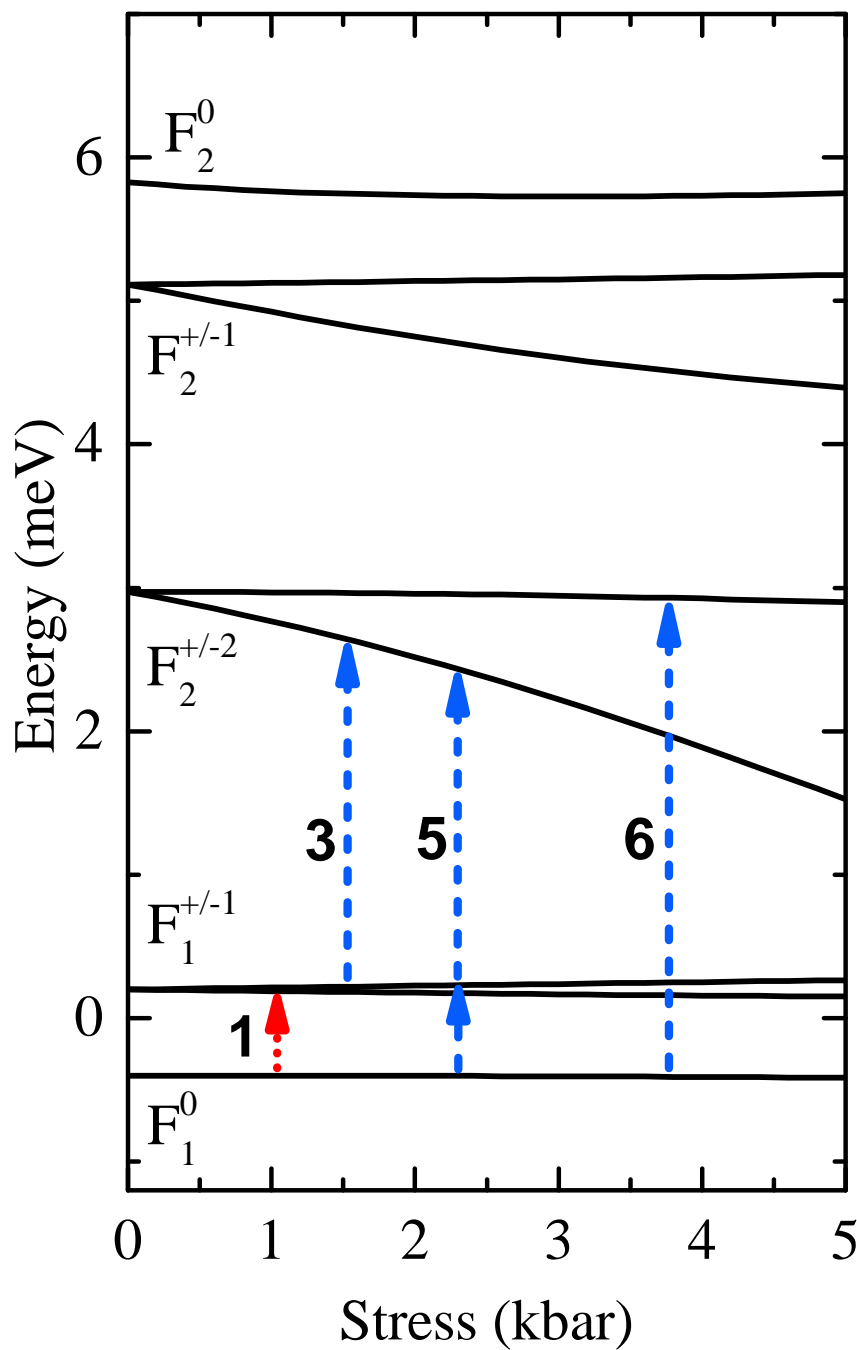 F₂⁰
6
F₂⁺/⁻¹
4
Energy (meV)
F₂⁺/⁻²
2
3 5 6
F₁⁺/⁻¹
0
1
F₁⁰
0 1 2 3 4 5
Stress (kbar)